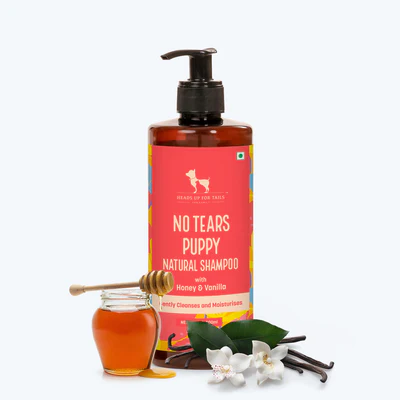 HEADS UP FOR TAILS
NO TEARS
PUPPY
NATURAL SHAMPOO
with
Honey & Vanilla
Gently Cleanses and Moisturises